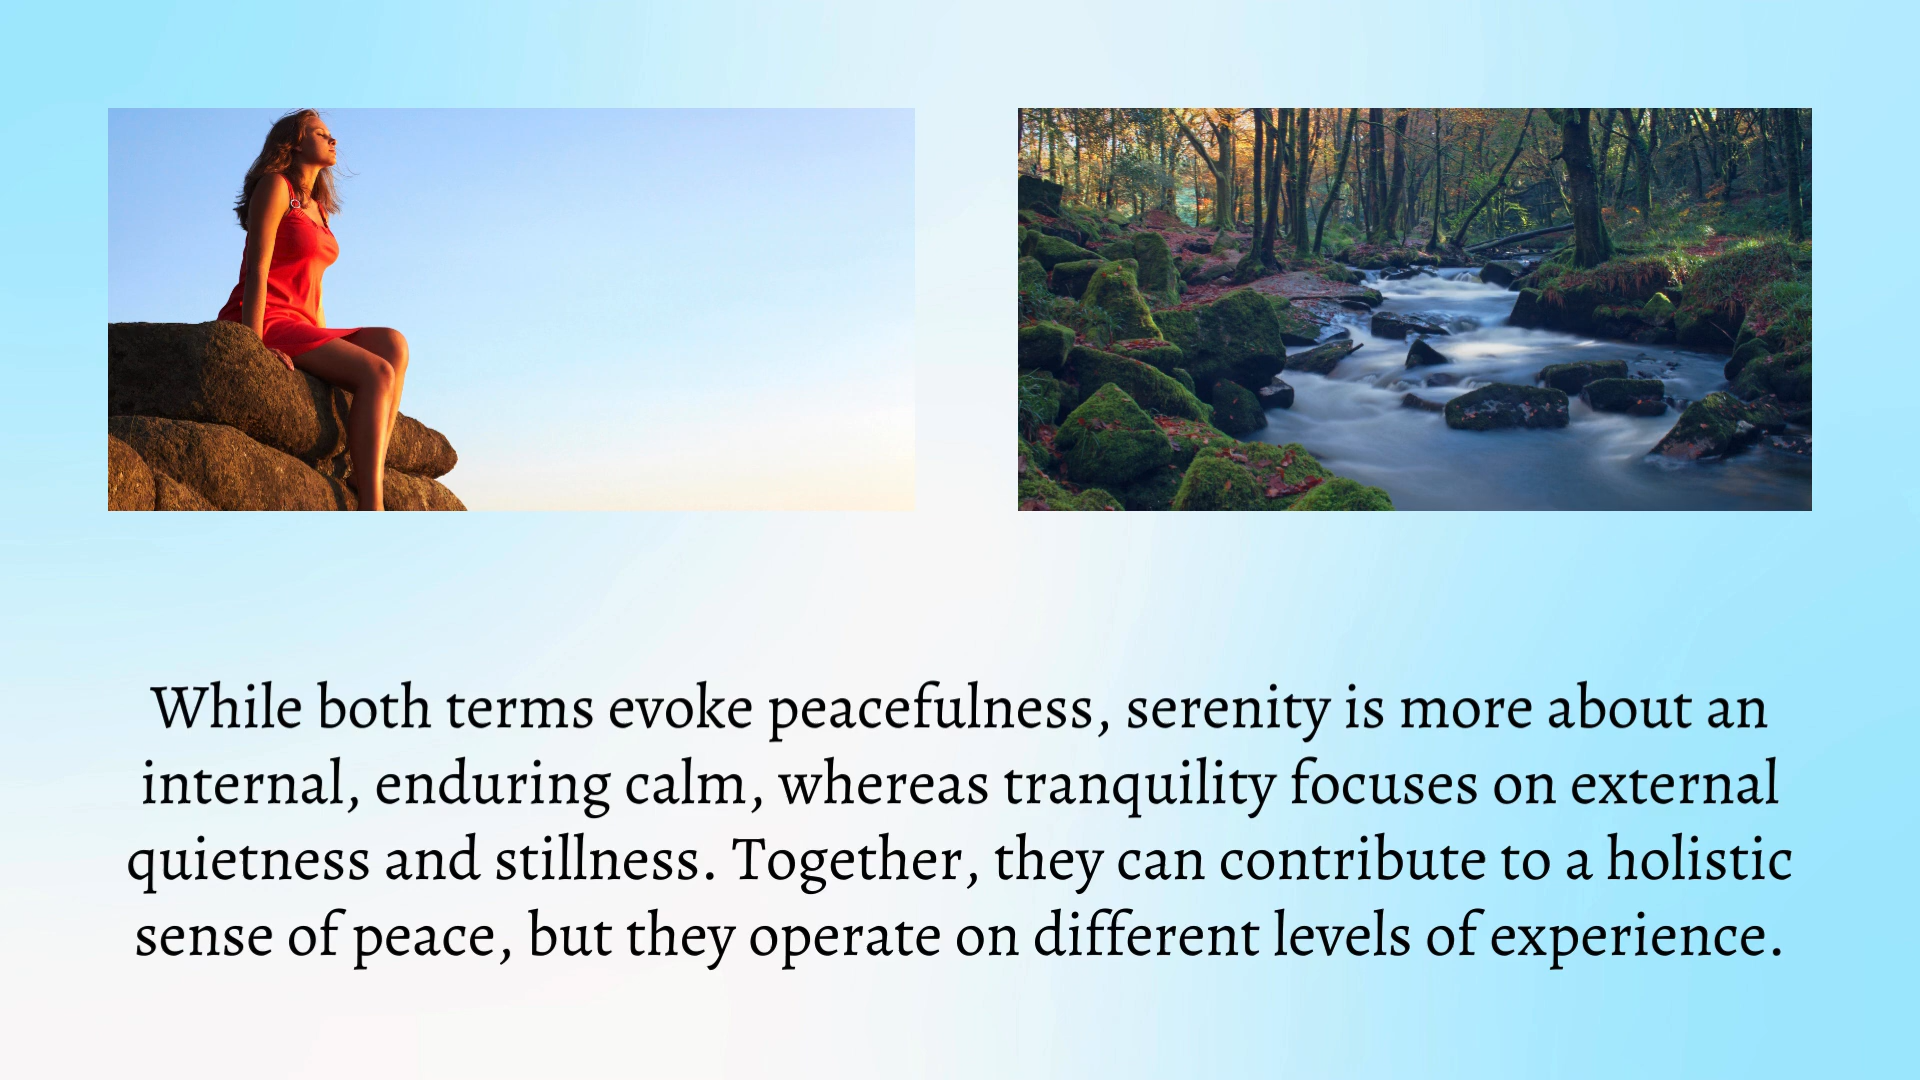 While both terms evoke peacefulness, serenity is more about an
internal, enduring calm, whereas tranquility focuses on external
quietness and stillness. Together, they can contribute to a holistic
sense of peace, but they operate on different levels of experience.